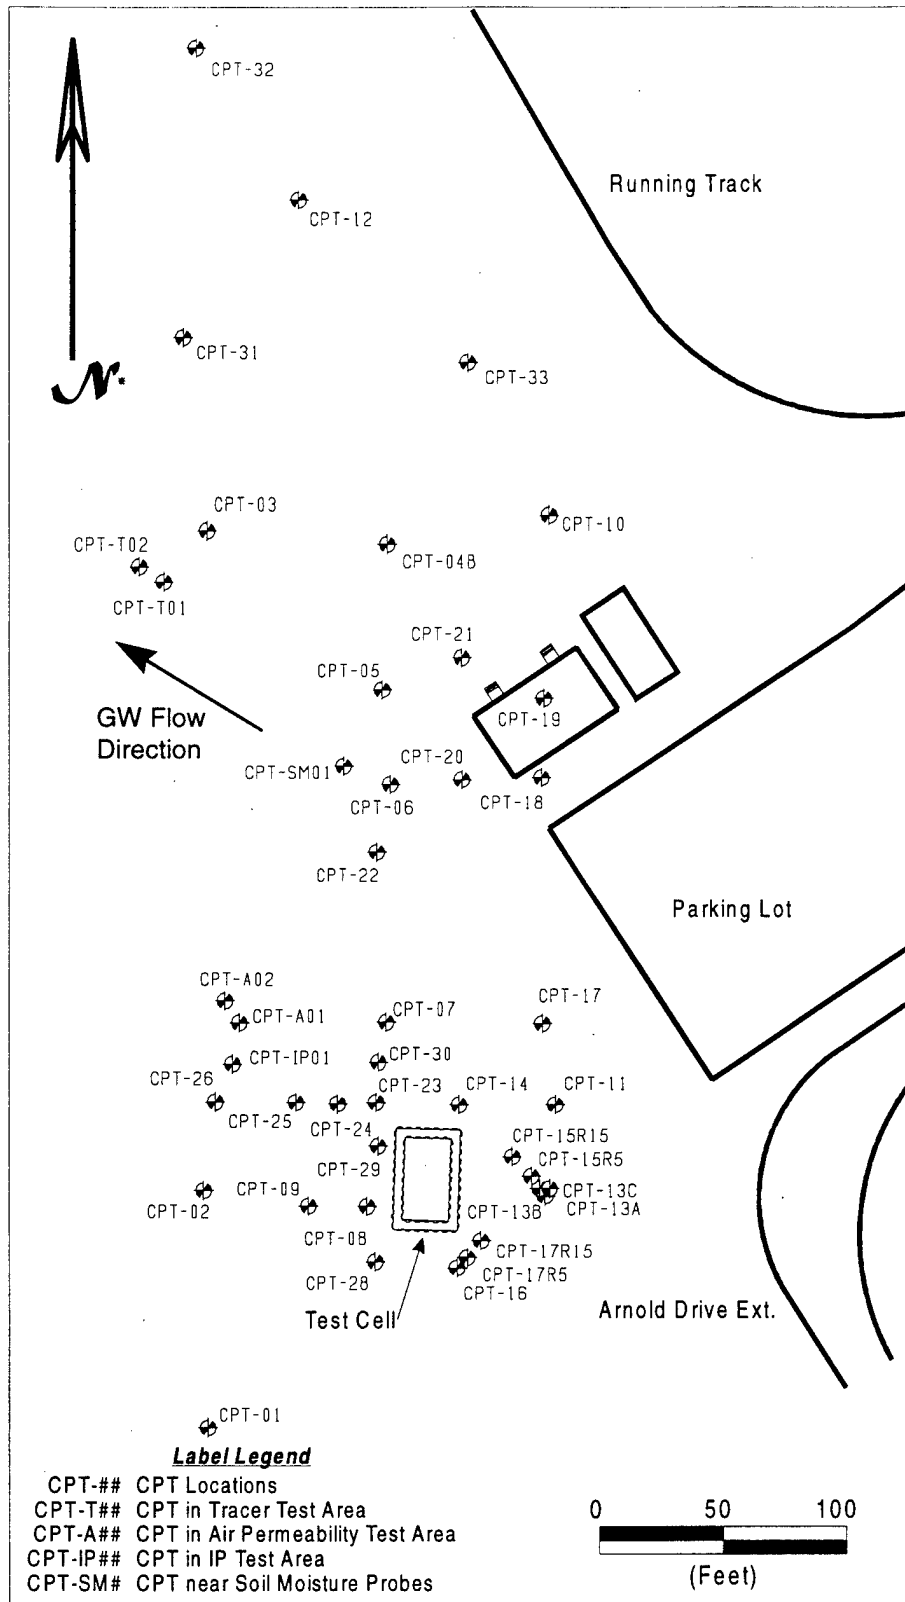 CPT-32
Running Track
CPT-12
CPT-31
CPT-33
N
CPT-03
CPT-10
CPT-T02
CPT-04B
CPT-T01
CPT-21
CPT-05
GW Flow
Direction
CPT-19
CPT-20
CPT-SM01
CPT-06
CPT-18
CPT-22
Parking Lot
CPT-A02
CPT-A01
CPT-07
CPT-17
CPT-IP01
CPT-30
CPT-26
CPT-23
CPT-14
CPT-11
CPT-25
CPT-24
CPT-15R15
CPT-29
CPT-15R5
CPT-09
CPT-13C
CPT-02
CPT-13B
CPT-13A
CPT-08
CPT-17R15
CPT-28
CPT-17R5
CPT-16
Test Cell
Arnold Drive Ext.
CPT-01
Label Legend
CPT-## CPT Locations
CPT-T## CPT in Tracer Test Area
CPT-A## CPT in Air Permeability Test Area
CPT-IP## CPT in IP Test Area
CPT-SM# CPT near Soil Moisture Probes
0 50 100
(Feet)